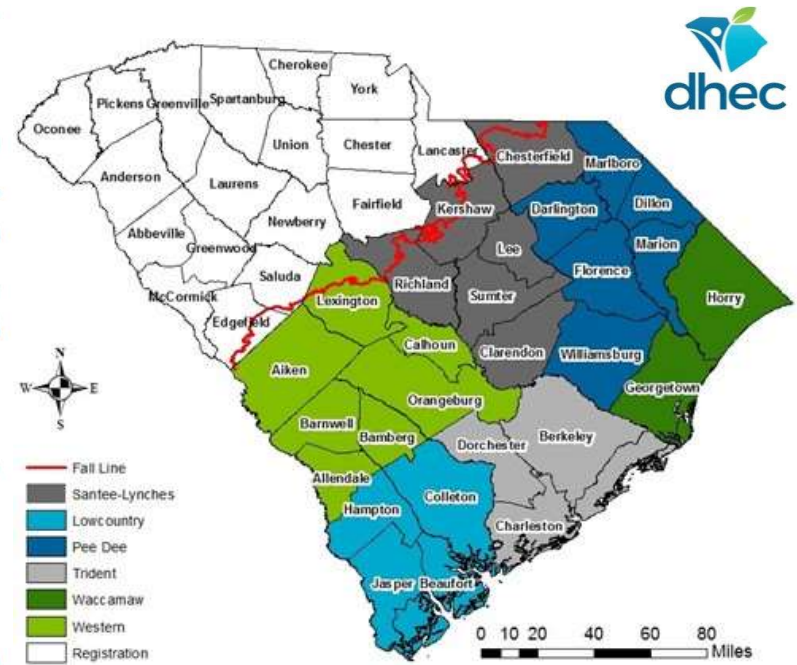 dhec
Cherokee
York
Pickens Greenville Spartanburg
Oconee
Union
Chester
Lancaster
Chesterfield
Marlboro
Anderson
Laurens
Fairfield
Kershaw
Darlington
Dillon
Newberry
Abbeville
Greenwood
Lee
Marion
Saluda
Richland
Florence
McCormick
Lexington
Sumter
Horry
Edgefield
Calhoun
Clarendon
Williamsburg
Aiken
Georgetown
Orangeburg
Barnwell
Bamberg
Dorchester
Berkeley
Allendale
Hampton
Colleton
Charleston
Jasper Beaufort
N
W E
S
Fall Line
Santee-Lynches
Lowcountry
Pee Dee
Trident
Waccamaw
Western
Registration
0 10 20 40 60 80
Miles